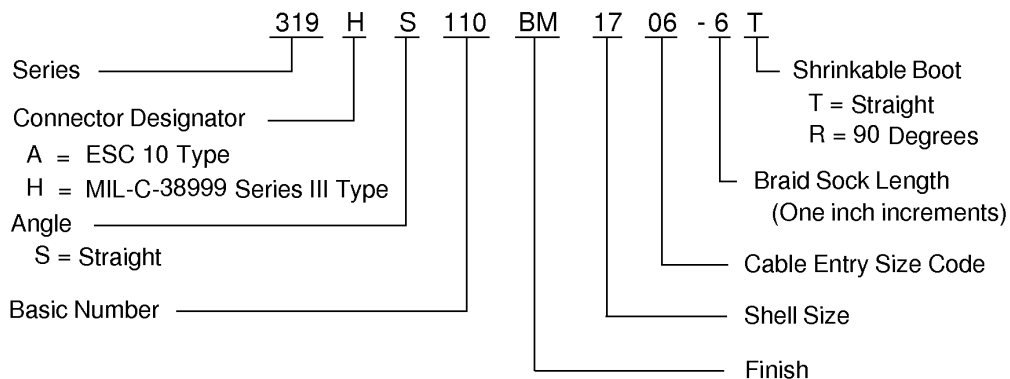 319 H S 110 BM 17 06 - 6 T
Series
Connector Designator
A = ESC 10 Type
H = MIL-C-38999 Series III Type
Angle
S = Straight
Basic Number
Shrinkable Boot
T = Straight
R = 90 Degrees
Braid Sock Length
(One inch increments)
Cable Entry Size Code
Shell Size
Finish